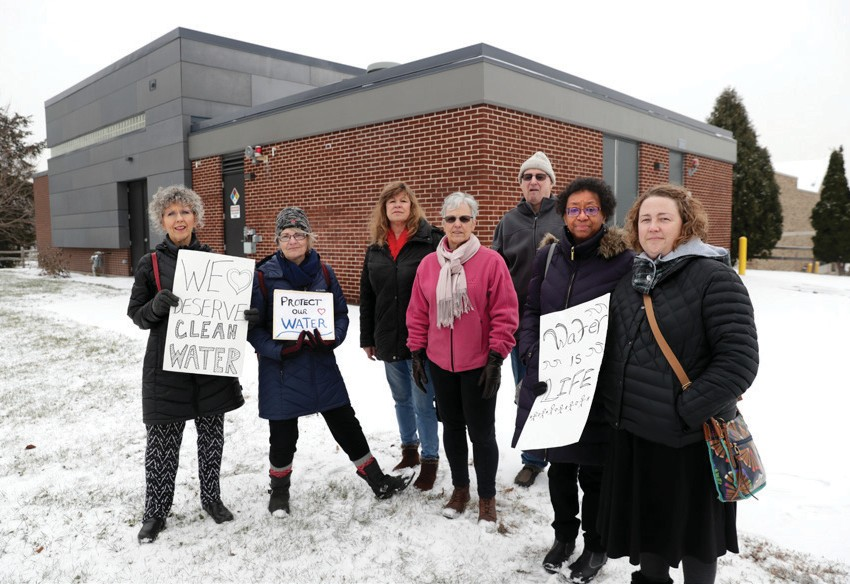 WE ♡
DESERVE
CLEAN
WATER
PROTECT
OUR
WATER
WaTeR
IS
LIFE